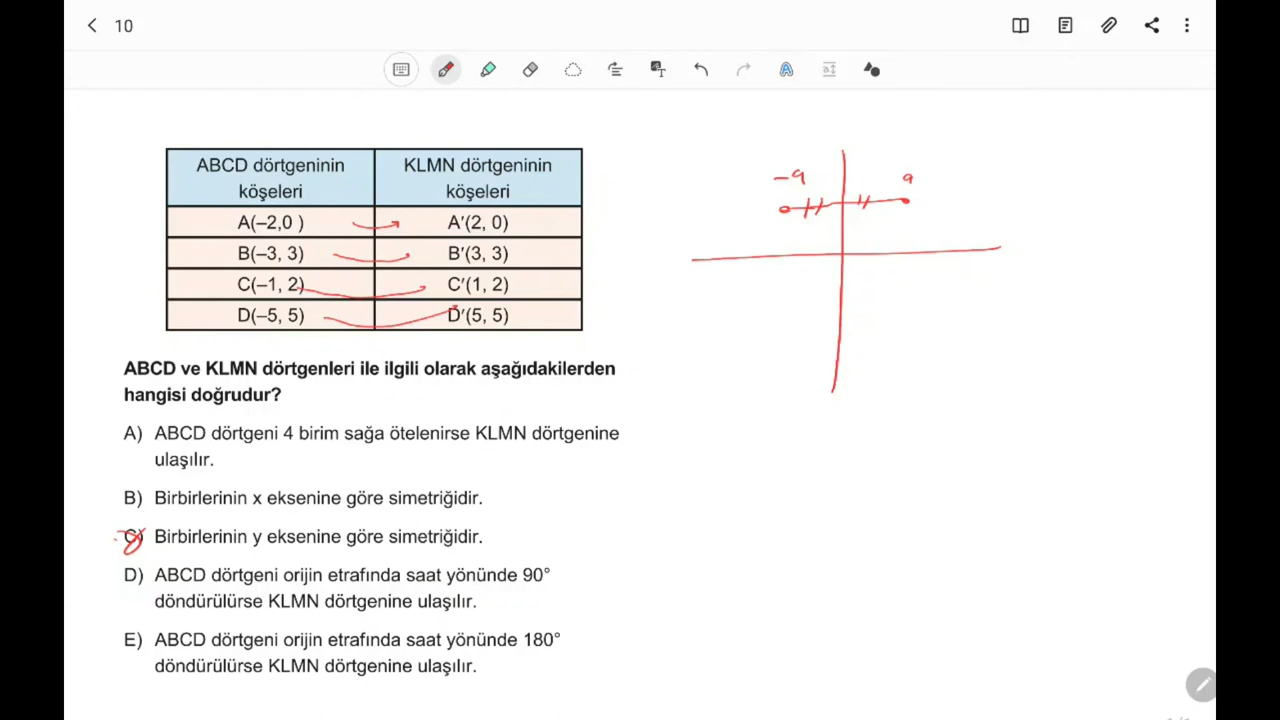 10
ABCD dörtgeninin
köşeleri
KLMN dörtgeninin
köşeleri
A(–2,0 )
A′(2, 0)
B(–3, 3)
B′(3, 3)
C(–1, 2)
C′(1, 2)
D(–5, 5)
D′(5, 5)
–a
a
ABCD ve KLMN dörtgenleri ile ilgili olarak aşağıdakilerden
hangisi doğrudur?
A) ABCD dörtgeni 4 birim sağa ötelenirse KLMN dörtgenine
ulaşılır.
B) Birbirlerinin x eksenine göre simetriğidir.
C) Birbirlerinin y eksenine göre simetriğidir.
D) ABCD dörtgeni orijin etrafında saat yönünde 90°
döndürülürse KLMN dörtgenine ulaşılır.
E) ABCD dörtgeni orijin etrafında saat yönünde 180°
döndürülürse KLMN dörtgenine ulaşılır.